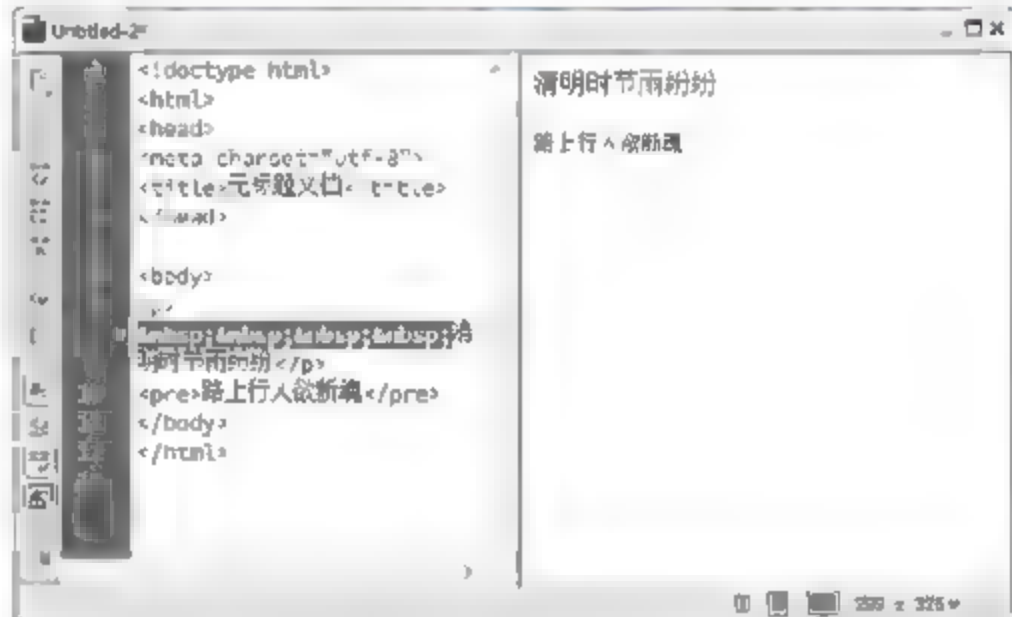 Untitled-2*
<!doctype html>
<html>
<head>
<meta charset="utf-8">
<title>无标题文档</title>
</head>
<body>
&nbsp;&nbsp;&nbsp;&nbsp;清
明时节雨纷纷</p>
<pre>路上行人欲断魂</pre>
</body>
</html>
清明时节雨纷纷
路上行人欲断魂